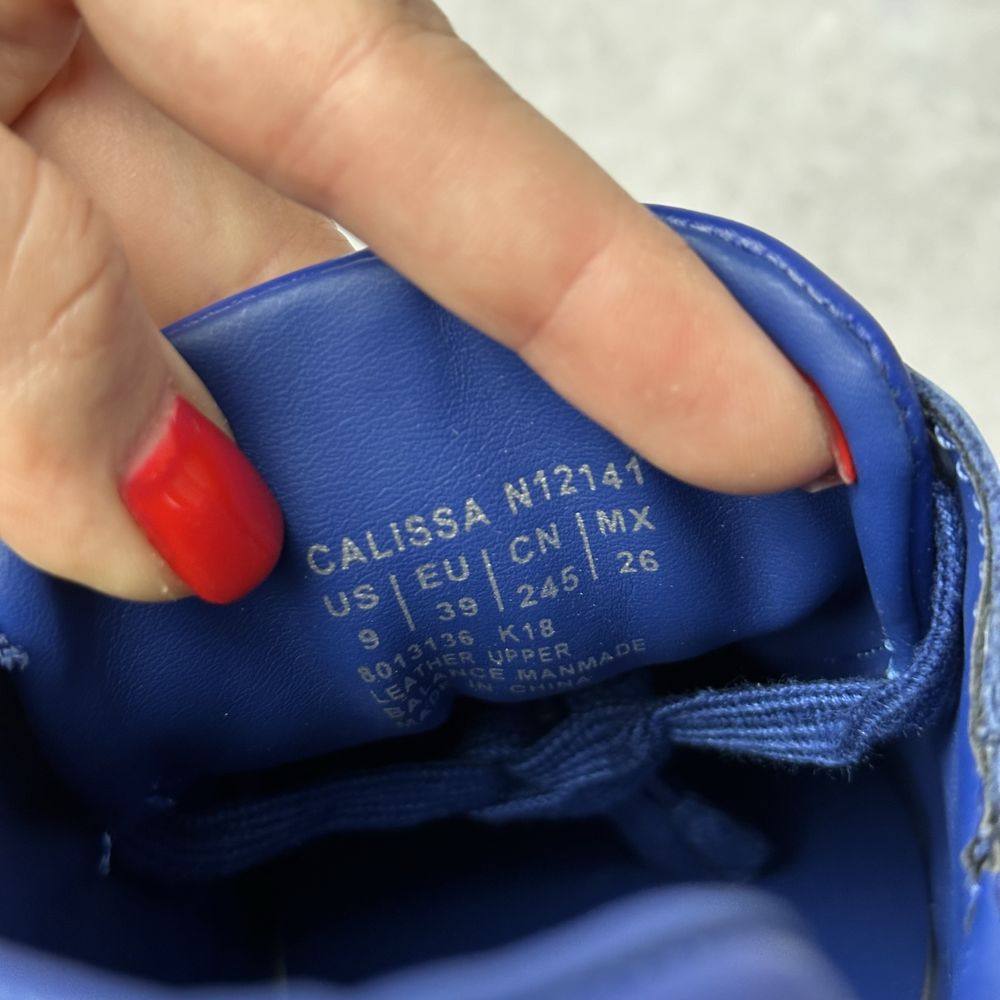 CALISSA N12141
US | EU | CN | MX
9 | 39 | 245 | 26
8013136 K18
LEATHER UPPER
BALANCE MANMADE
MADE IN CHINA